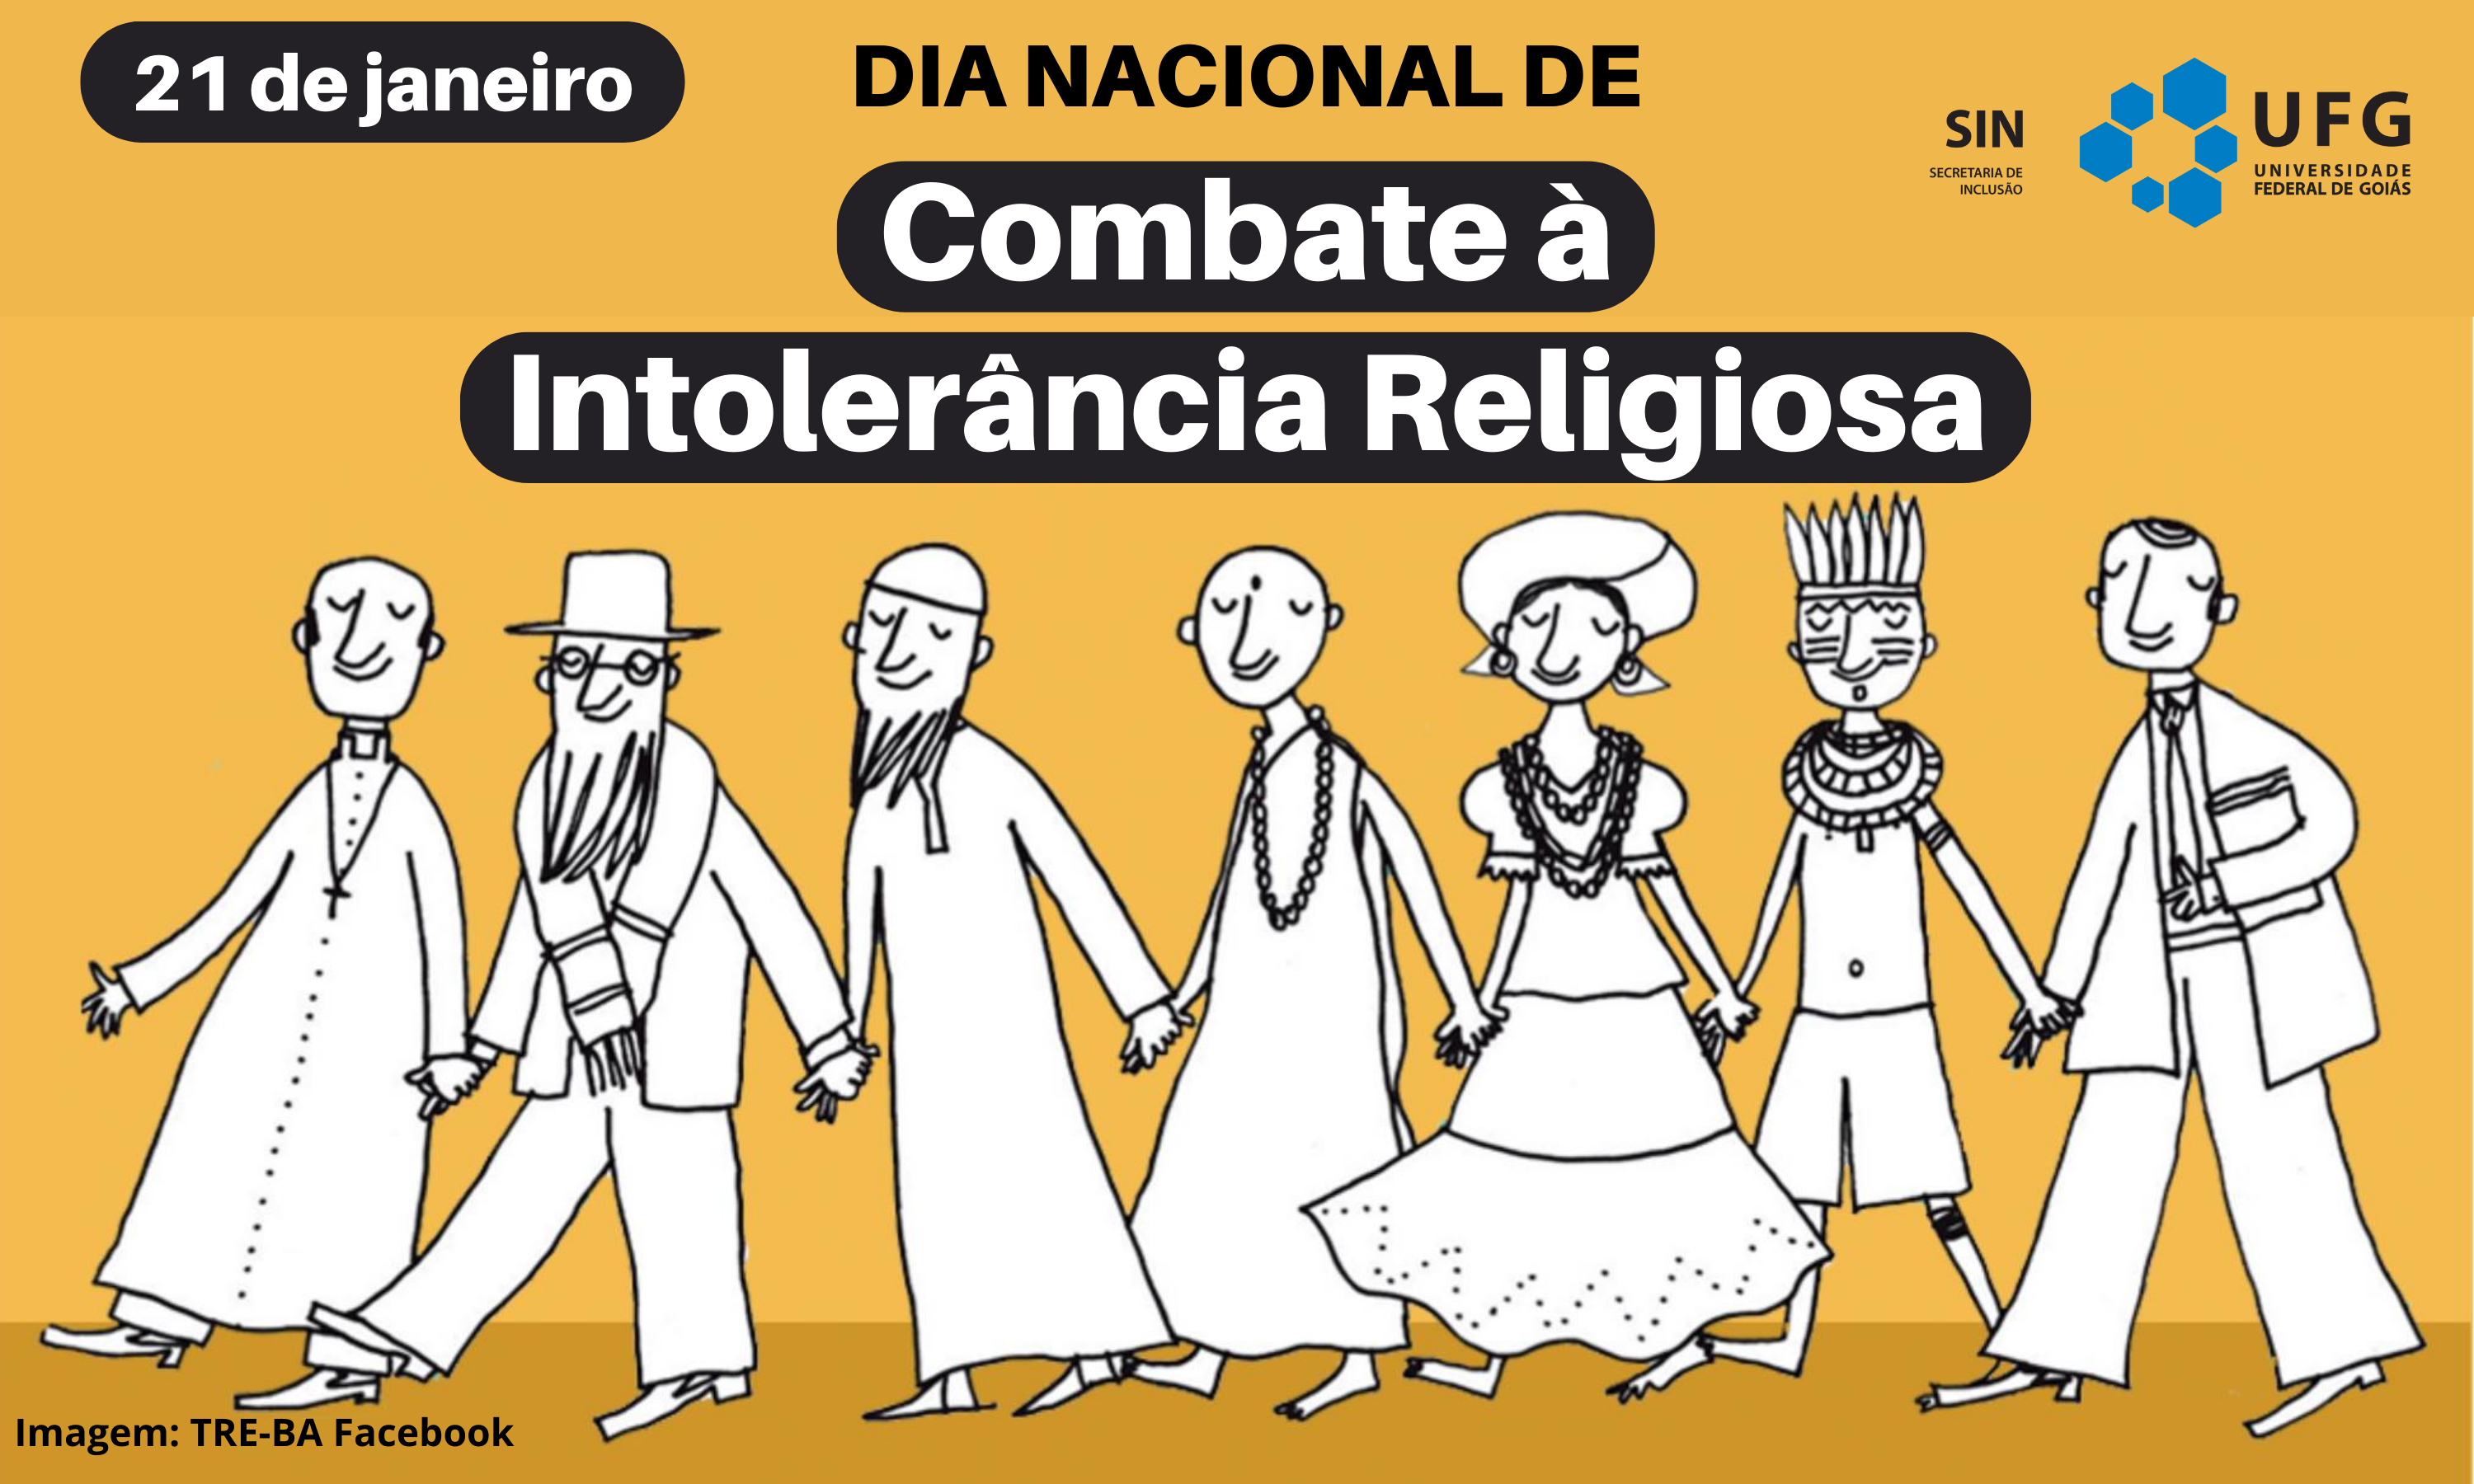 21 de janeiro
DIA NACIONAL DE
Combate à
Intolerância Religiosa
SIN
SECRETARIA DE
INCLUSÃO
UFG
UNIVERSIDADE
FEDERAL DE GOIÁS
Imagem: TRE-BA Facebook